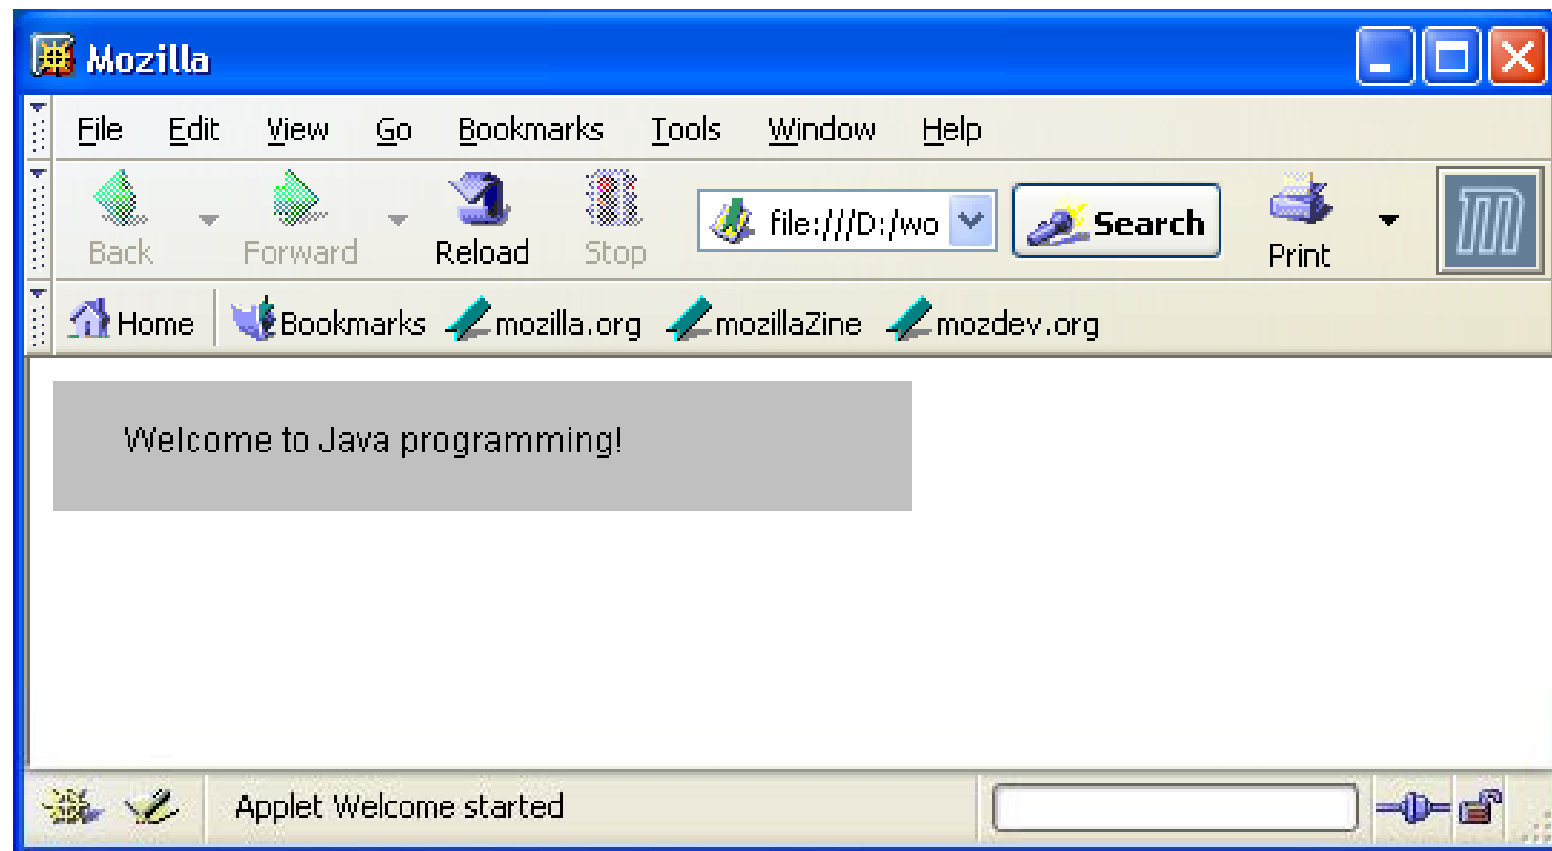 Mozilla
File Edit View Go Bookmarks Tools Window Help
Back Forward Reload Stop file:///D:/wo Search Print
Home Bookmarks mozilla.org mozillaZine mozdev.org
Welcome to Java programming!
Applet Welcome started